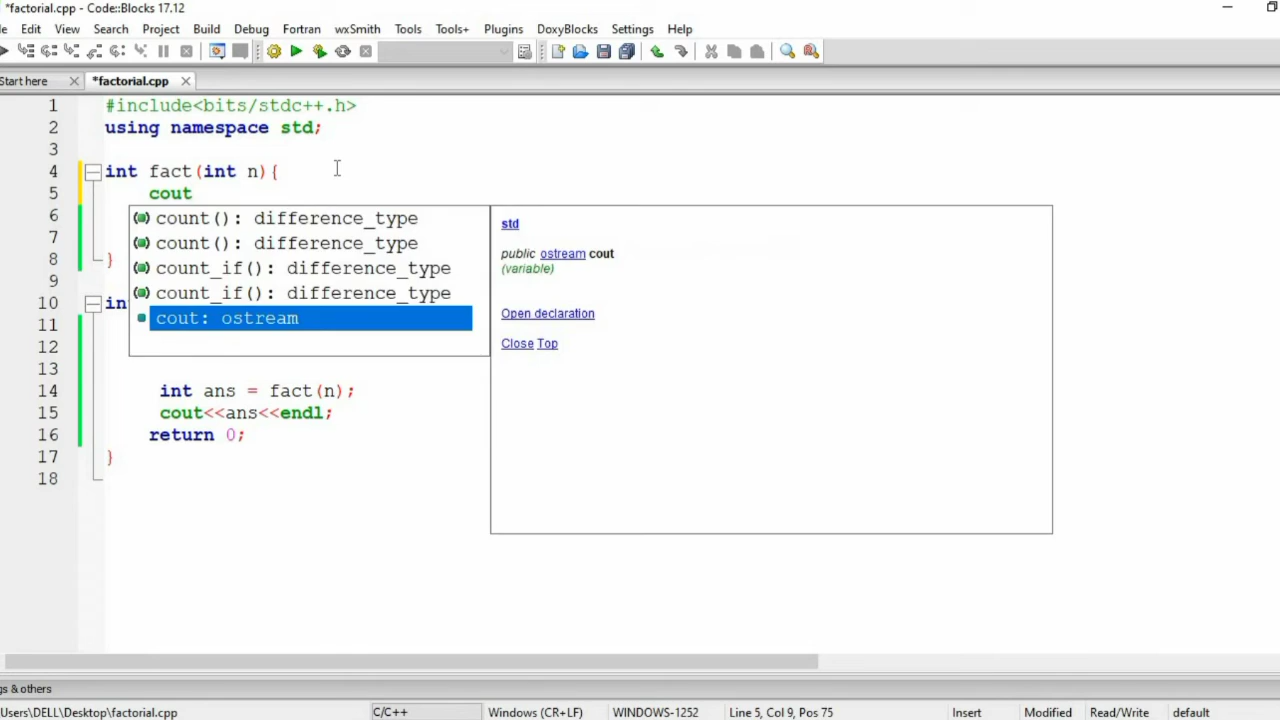 *factorial.cpp - Code::Blocks 17.12
le Edit View Search Project Build Debug Fortran wxSmith Tools Tools+ Plugins DoxyBlocks Settings Help
Start here *factorial.cpp
1 #include<bits/stdc++.h>
2 using namespace std;
3
4 int fact(int n){
5 cout
6 count(): difference_type
7 count(): difference_type
count_if(): difference_type
8 }
9 count_if(): difference_type
10 in
cout: ostream
11
12
13
14 int ans = fact(n);
15 cout<<ans<<endl;
16 return 0;
17 }
18
std
public ostream cout
(variable)
Open declaration
Close Top
gs & others
Users\DELL\Desktop\factorial.cpp C/C++ Windows (CR+LF) WINDOWS-1252 Line 5, Col 9, Pos 75 Insert Modified Read/Write default